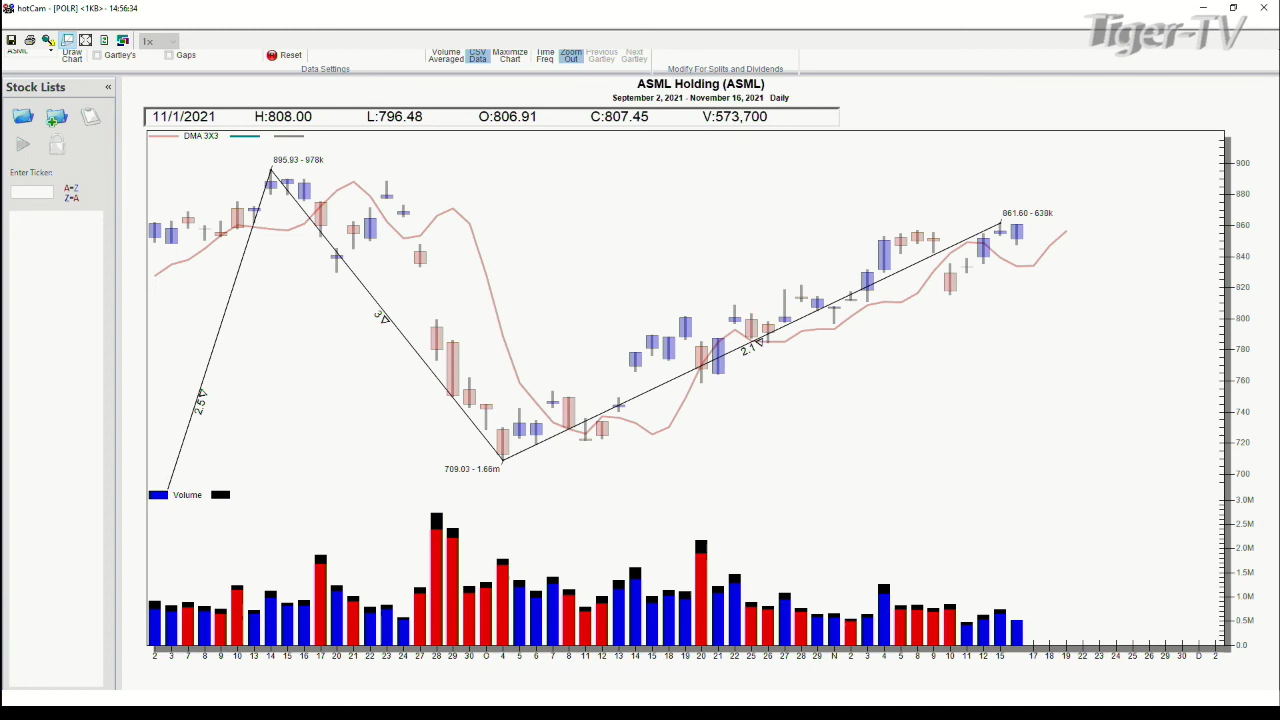 hotCam - [POLR] <1KB> - 14:56:34
Tiger-TV
1x
ASML
Draw Chart
Gartley's
Gaps
Reset
Volume Averaged
CSV Data
Maximize Chart
Time Freq
Zoom Out
Previous Gartley
Next Gartley
Data Settings
Modify For Splits and Dividends
Stock Lists «
Enter Ticker:
A=Z
Z=A
ASML Holding (ASML)
September 2, 2021 - November 16, 2021 Daily
11/1/2021 H:808.00 L:796.48 O:806.91 C:807.45 V:573,700
DMA 3X3
895.93 - 978k
861.60 - 638k
2.5
3
2.1
709.03 - 1.66m
900
880
860
840
820
800
780
760
740
720
700
Volume
3.0M
2.5M
2.0M
1.5M
1.0M
0.5M
0.0
2 3 7 8 9 10 13 14 15 16 17 20 21 22 23 24 27 28 29 30 O 4 5 6 7 8 11 12 13 14 15 18 19 20 21 22 25 26 27 28 29 N 2 3 4 5 8 9 10 11 12 15 17 18 19 22 23 24 25 26 29 30 D 2